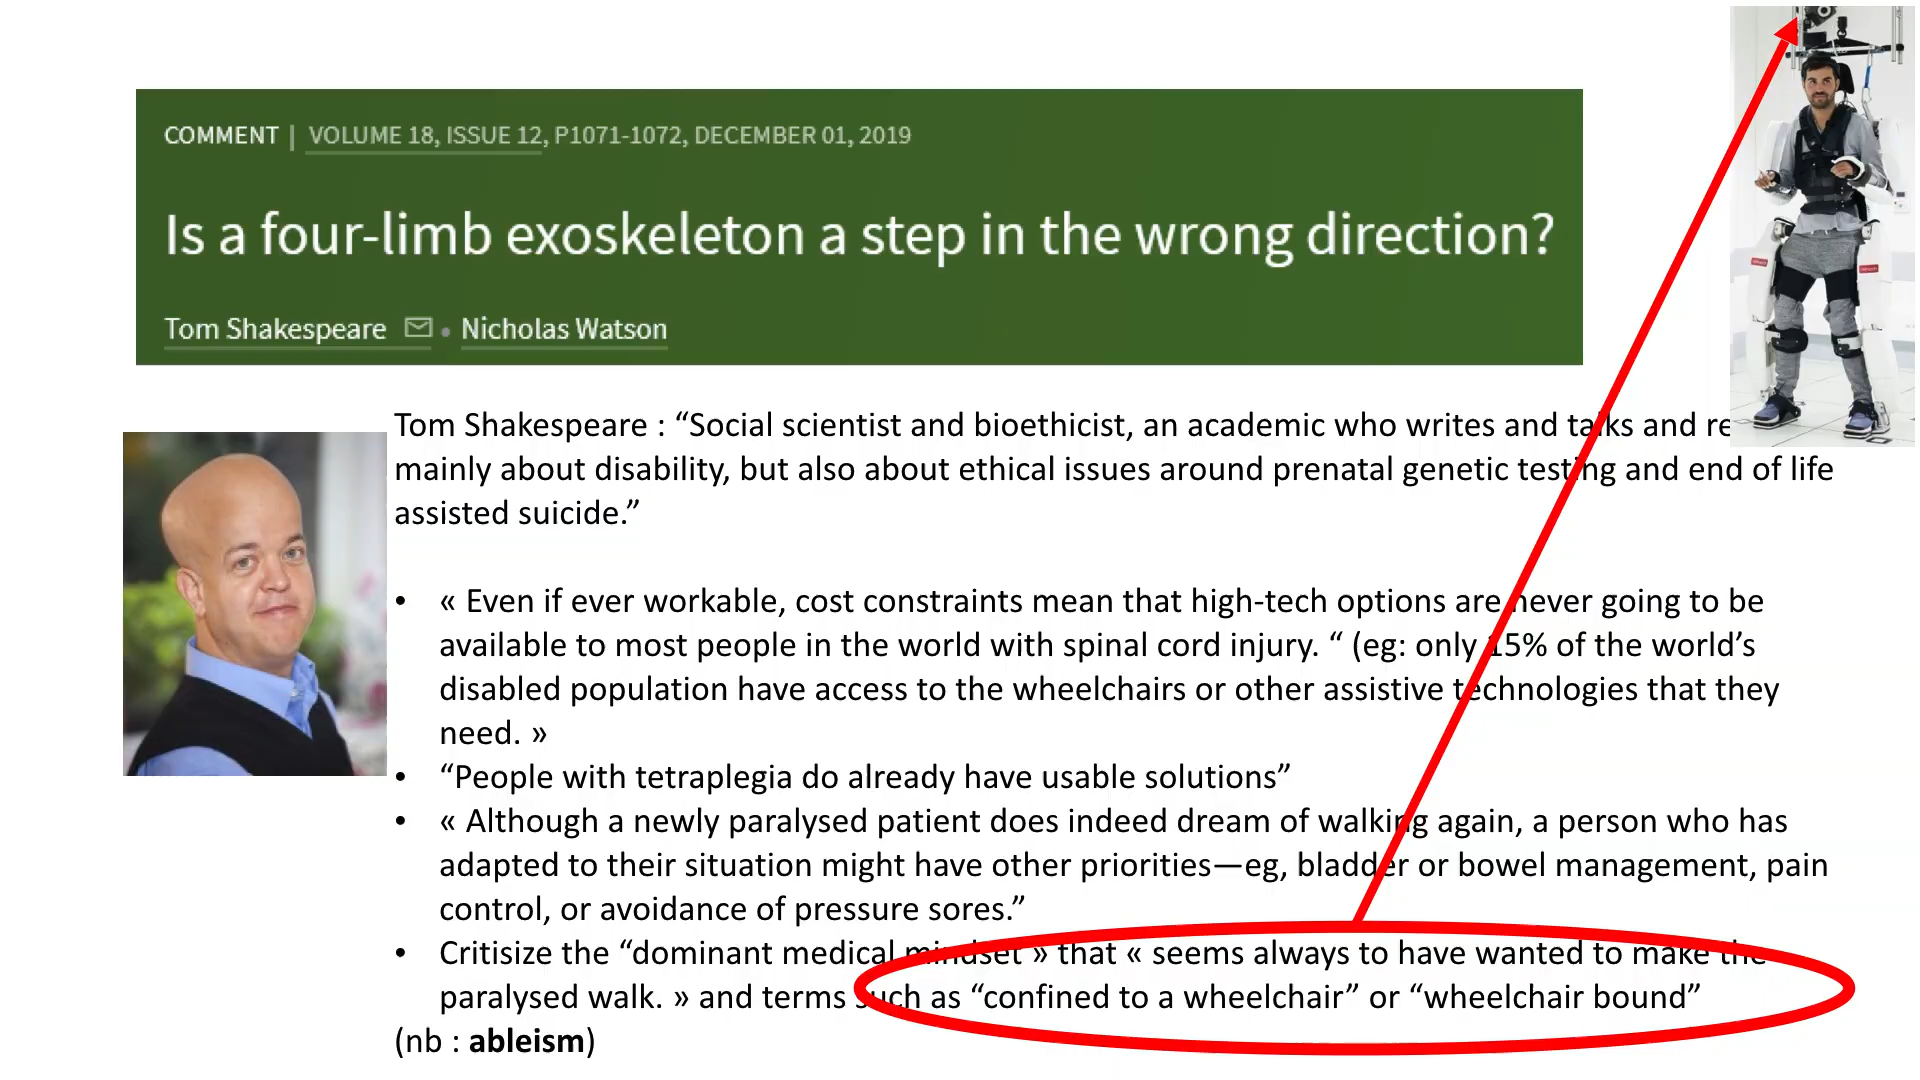 COMMENT | VOLUME 18, ISSUE 12, P1071-1072, DECEMBER 01, 2019
Is a four-limb exoskeleton a step in the wrong direction?
Tom Shakespeare • Nicholas Watson
Tom Shakespeare : “Social scientist and bioethicist, an academic who writes and talks and re
mainly about disability, but also about ethical issues around prenatal genetic testing and end of life
assisted suicide.”
• « Even if ever workable, cost constraints mean that high-tech options are never going to be
available to most people in the world with spinal cord injury. “ (eg: only 15% of the world’s
disabled population have access to the wheelchairs or other assistive technologies that they
need. »
• “People with tetraplegia do already have usable solutions”
• « Although a newly paralysed patient does indeed dream of walking again, a person who has
adapted to their situation might have other priorities—eg, bladder or bowel management, pain
control, or avoidance of pressure sores.”
• Critisize the “dominant medical mindset » that « seems always to have wanted to make the
paralysed walk. » and terms such as “confined to a wheelchair” or “wheelchair bound”
(nb : ableism)